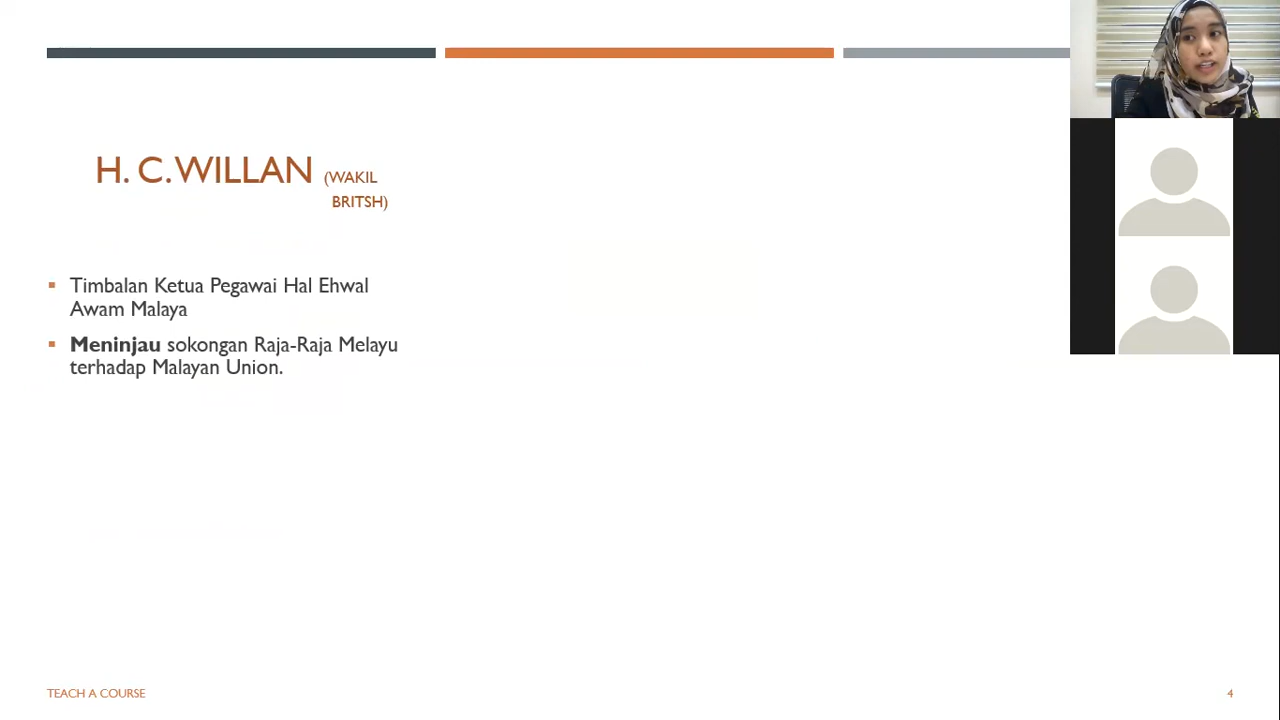 H. C. WILLAN (WAKIL
BRITSH)
Timbalan Ketua Pegawai Hal Ehwal
Awam Malaya
Meninjau sokongan Raja-Raja Melayu
terhadap Malayan Union.
TEACH A COURSE
4